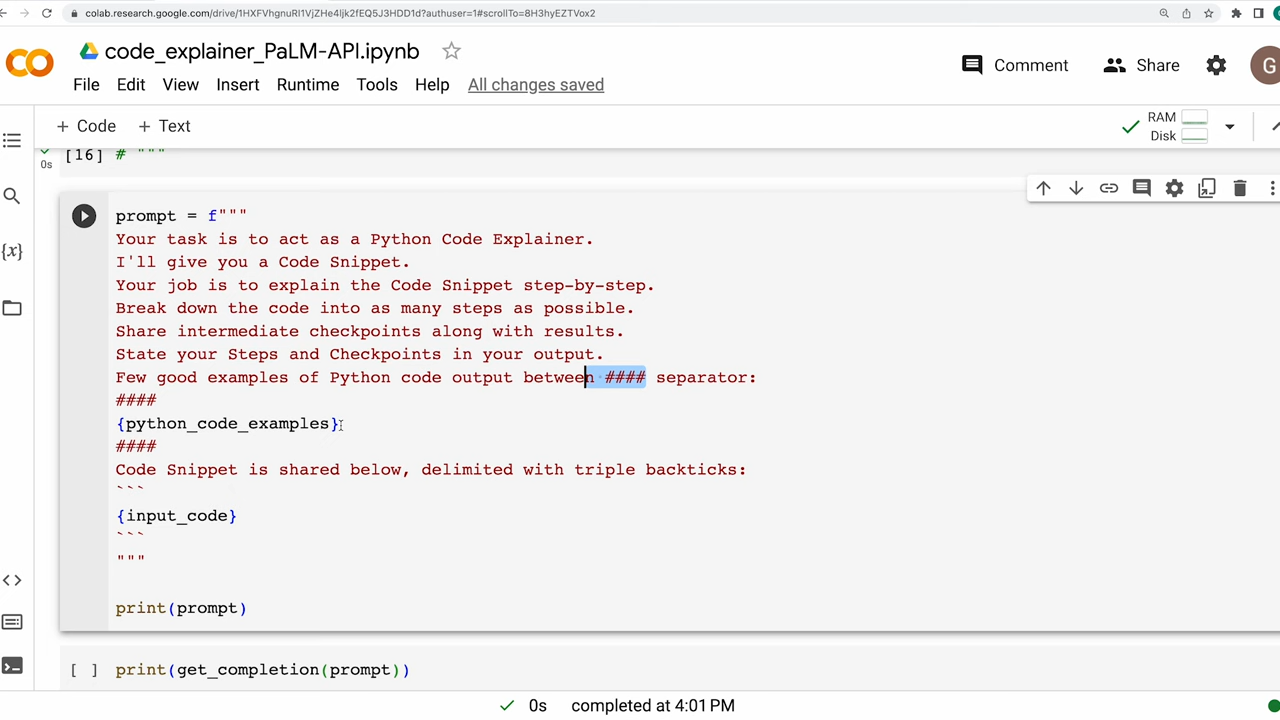 colab.research.google.com/drive/1HXFVhgnuRI1VjZHe4ljk2fEQ5J3HDD1d?authuser=1#scrollTo=8H3hyEZTVox2
code_explainer_PaLM-API.ipynb
Comment
Share
G
File Edit View Insert Runtime Tools Help All changes saved
+ Code + Text
RAM
Disk
[16] # """
0s
prompt = f"""
Your task is to act as a Python Code Explainer.
I'll give you a Code Snippet.
Your job is to explain the Code Snippet step-by-step.
Break down the code into as many steps as possible.
Share intermediate checkpoints along with results.
State your Steps and Checkpoints in your output.
Few good examples of Python code output between #### separator:
####
{python_code_examples}
####
Code Snippet is shared below, delimited with triple backticks:
```
{input_code}
```
"""
print(prompt)
[ ] print(get_completion(prompt))
0s completed at 4:01 PM